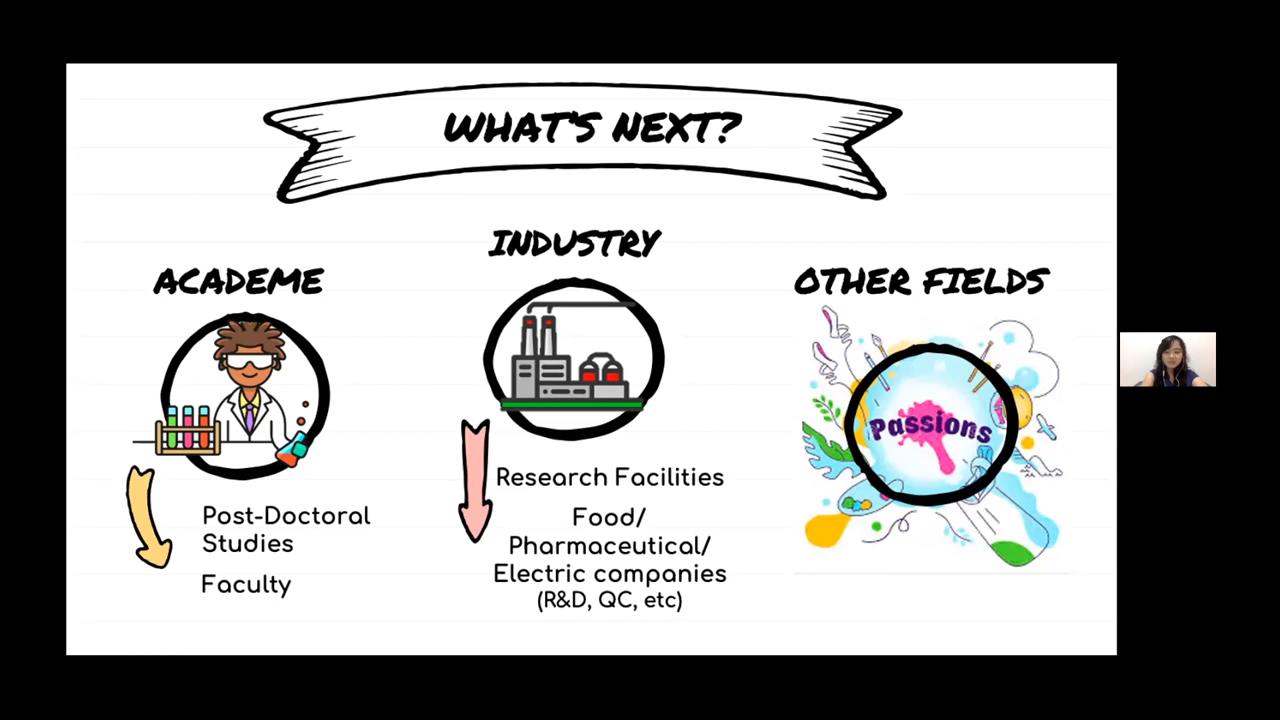 WHAT'S NEXT?
ACADEME
Post-Doctoral
Studies
Faculty
INDUSTRY
Research Facilities
Food/
Pharmaceutical/
Electric companies
(R&D, QC, etc)
OTHER FIELDS
Passions